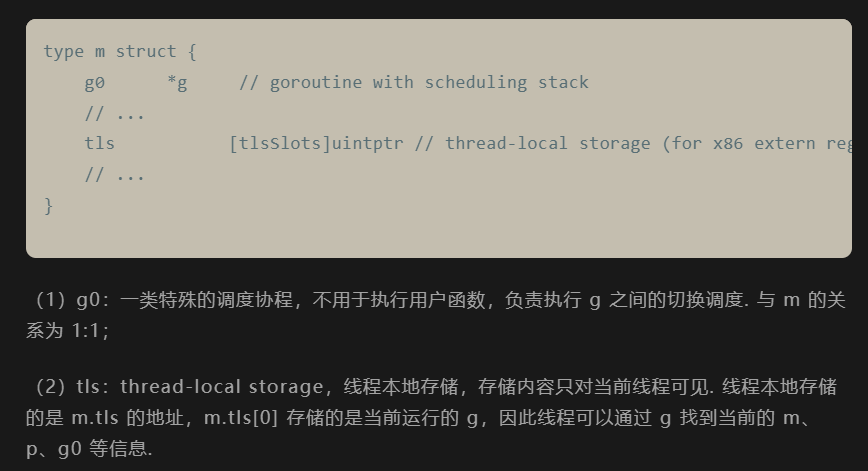 type m struct {
g0 *g // goroutine with scheduling stack
// ...
tls [tlsSlots]uintptr // thread-local storage (for x86 extern reg
// ...
}
（1）g0：一类特殊的调度协程，不用于执行用户函数，负责执行 g 之间的切换调度. 与 m 的关
系为 1:1；
（2）tls：thread-local storage，线程本地存储，存储内容只对当前线程可见. 线程本地存储
的是 m.tls 的地址，m.tls[0] 存储的是当前运行的 g，因此线程可以通过 g 找到当前的 m、
p、g0 等信息.